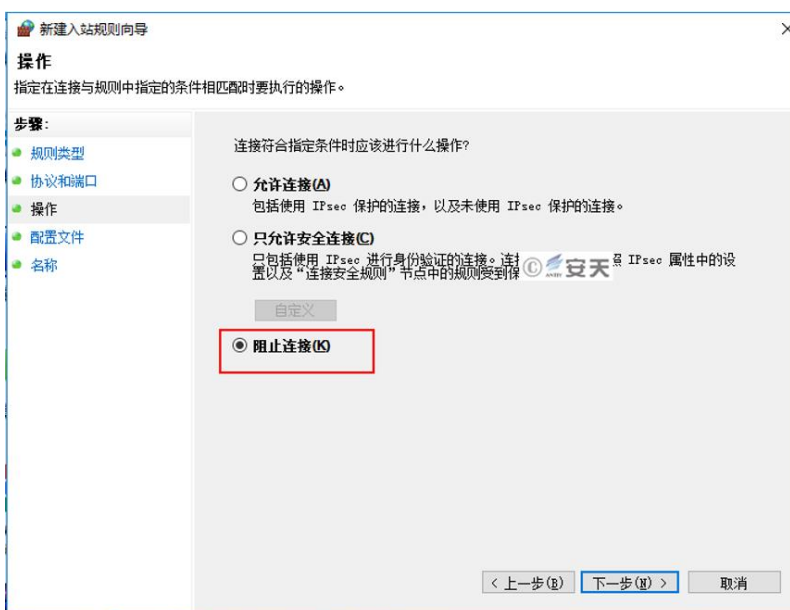 新建入站规则向导
操作
指定在连接与规则中指定的条件相匹配时要执行的操作。
步骤:
规则类型
协议和端口
操作
配置文件
名称
连接符合指定条件时应该进行什么操作?
允许连接(A)
包括使用 IPsec 保护的连接，以及未使用 IPsec 保护的连接。
只允许安全连接(C)
只包括使用 IPsec 进行身份验证的连接。连接 IPsec 属性中的设
置以及“连接安全规则”节点中的规则受到保
© 安天
自定义
阻止连接(K)
< 上一步(B)
下一步(N) >
取消